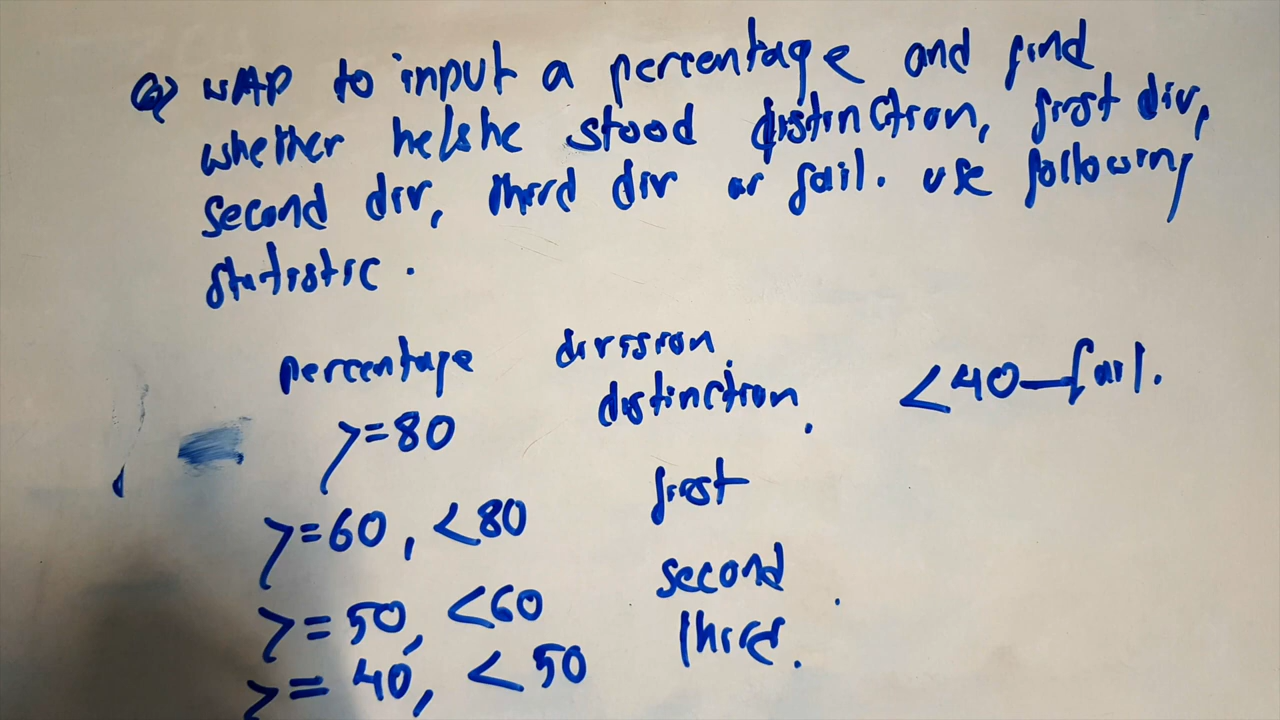 Q) WAP to input a percentage and find
whether he/she stood distinction, first div,
second div, third div or fail. use following
statistic.
percentage division
>=80 distinction. <40—fail.
>=60, <80 first
>=50, <60 second
>=40, <50 third.